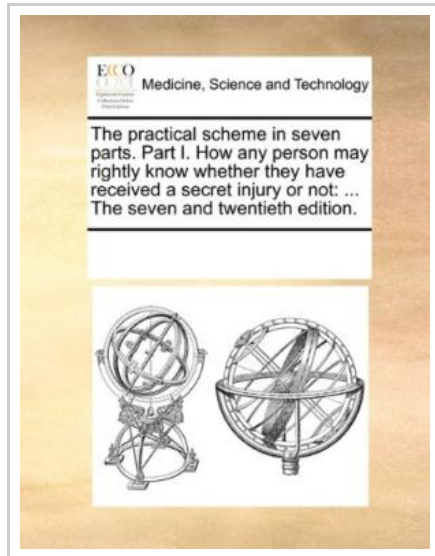 ECCO
Medicine, Science and Technology
The practical scheme in seven
parts. Part I. How any person may
rightly know whether they have
received a secret injury or not: ...
The seven and twentieth edition.